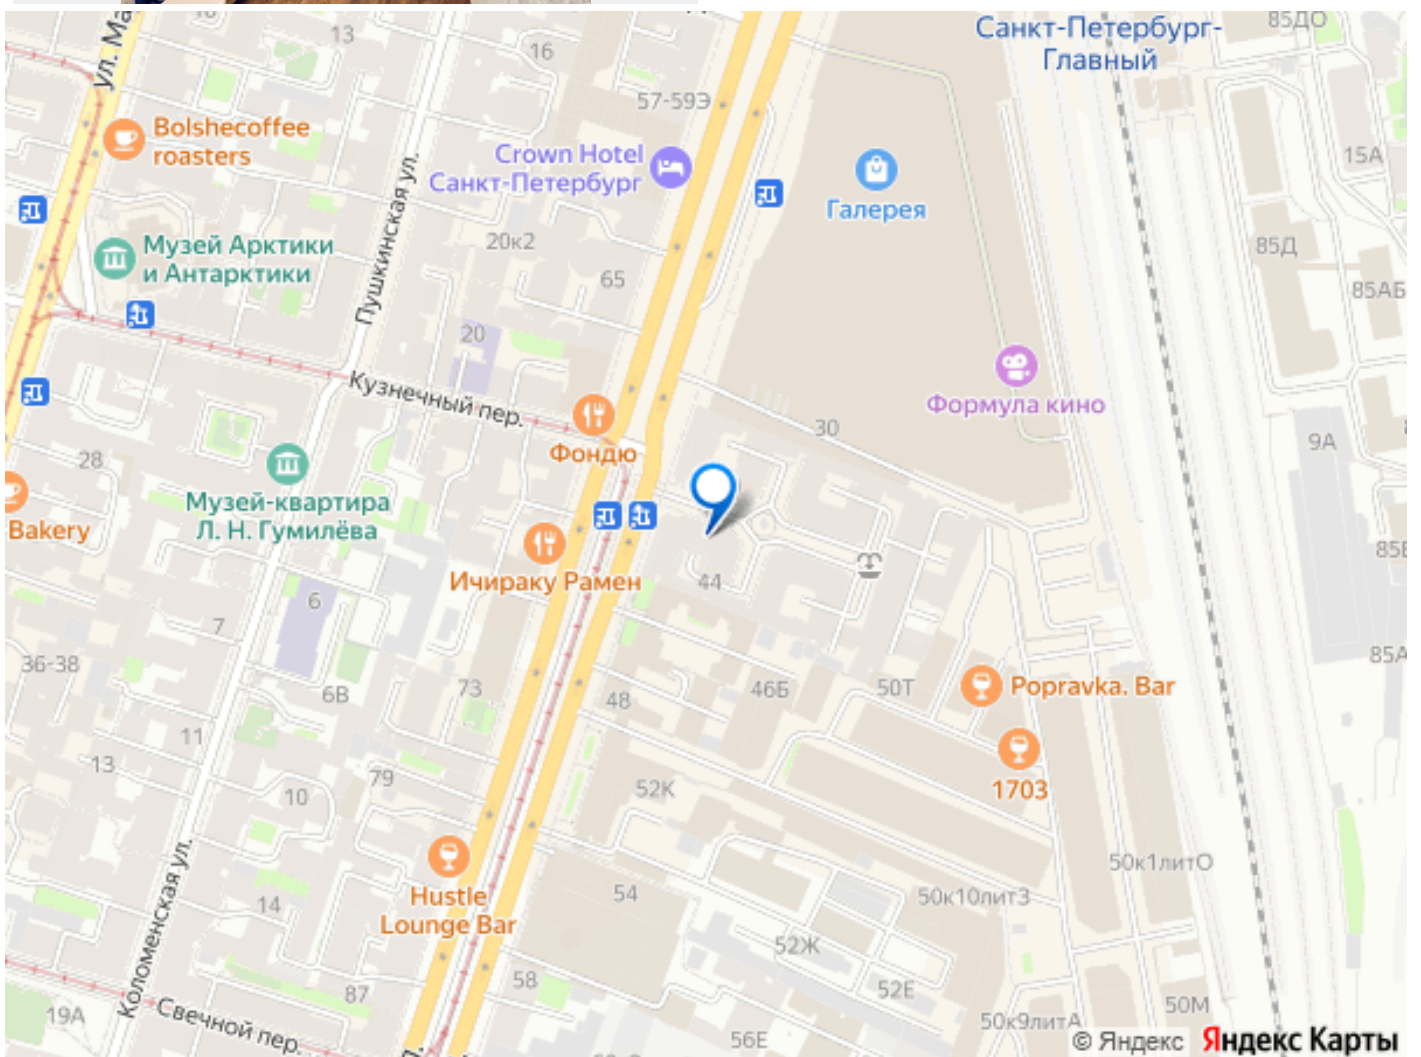 ул. Ма
16
13
16
85ДО
Санкт-Петербург-
Главный
57-59Э
Bolshecoffee
roasters
Crown Hotel
Санкт-Петербург
15А
Пушкинская ул.
Галерея
Музей Арктики
и Антарктики
20к2
65
85Д
85АБ
20
Кузнечный пер.
Формула кино
30
Фондю
9А
28
Музей-квартира
Л. Н. Гумилёва
Bakery
Ичираку Рамен
44
85Е
6
7
36-38
6В
73
48
46Б
50Т
Popravka. Bar
85А
11
13
79
10
52К
1703
Hustle
Lounge Bar
50к1литО
14
54
50к10литЗ
Коломенская ул.
52Ж
58
52Е
87
19А
Свечной пер.
56Е
50к9литА
50М
© Яндекс Яндекс Карты